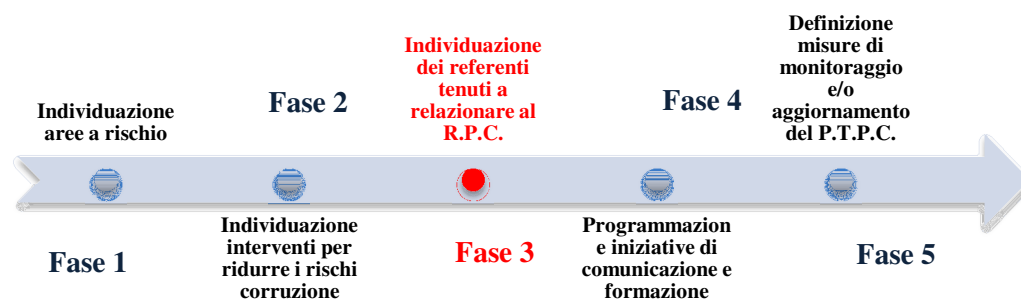 Individuazione
aree a rischio
Fase 1
Fase 2
Individuazione
interventi per
ridurre i rischi
corruzione
Individuazione
dei referenti
tenuti a
relazionare al
R.P.C.
Fase 3
Fase 4
Programmazion
e iniziative di
comunicazione e
formazione
Definizione
misure di
monitoraggio
e/o
aggiornamento
del P.T.P.C.
Fase 5